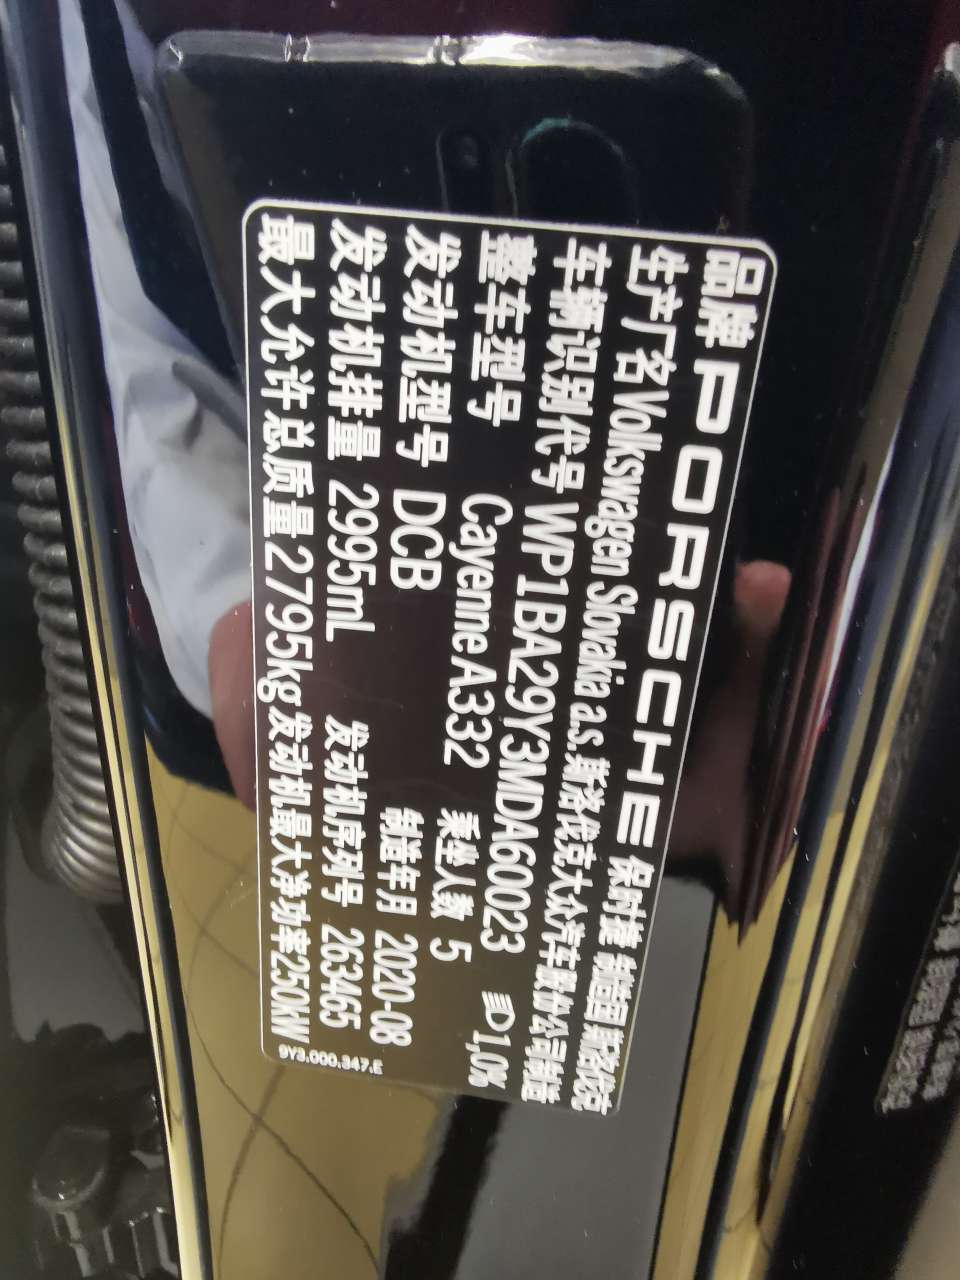 品牌 PORSCHE 保时捷 制造国 斯洛伐克
生产厂名 Volkswagen Slovakia a.s. 斯洛伐克大众汽车股份公司制造
车辆识别代号 WP1BA29Y3MDA60023
整车型号 Cayenne A332 乘坐人数 5 1,0%
发动机型号 DCB 制造年月 2020-08
发动机排量 2995mL 发动机序列号 263465
最大允许总质量 2795kg 发动机最大净功率 250KW
9Y3.000.347.E